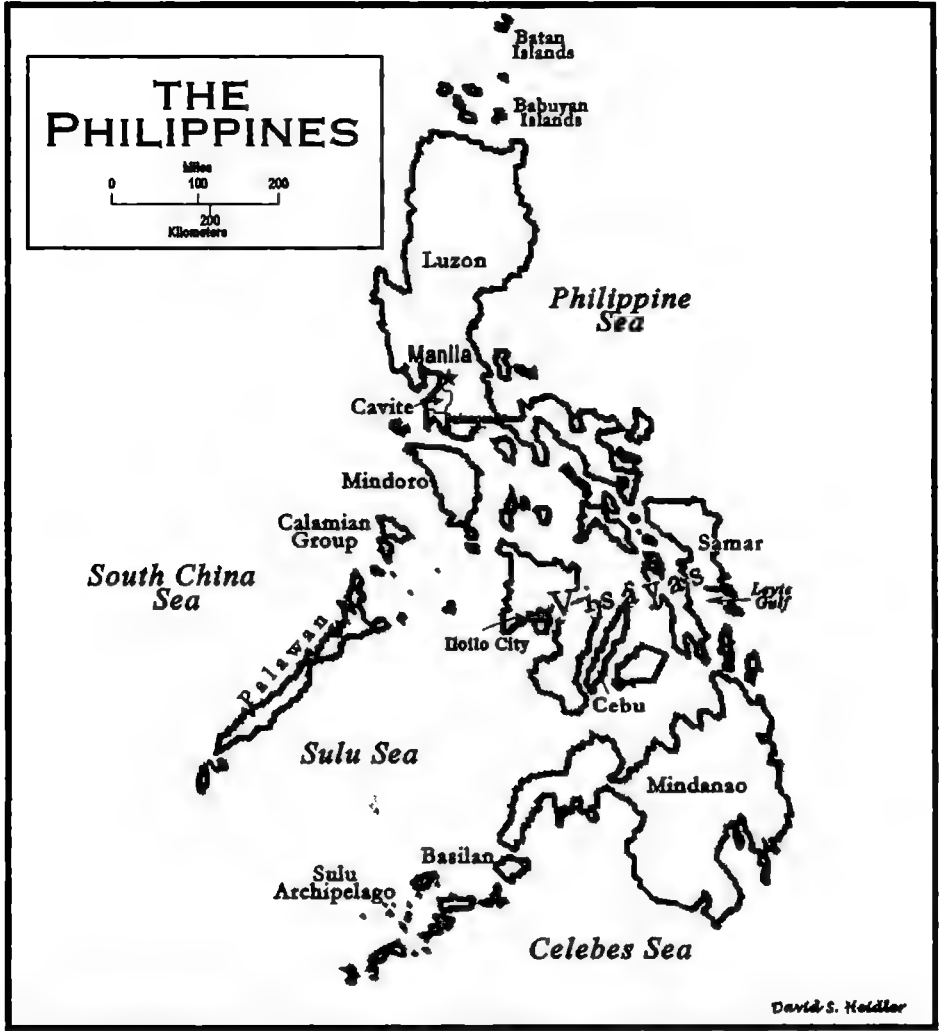 Batan
Islands
THE
PHILIPPINES
Miles
0 100 200
200
Kilometers
Babuyan
Islands
Luzon
Philippine
Sea
Manila
Cavite
Mindoro
Calamian
Group
Samar
South China
Sea
Visayas
Leyte
Gulf
Iloilo City
Palawan
Cebu
Sulu Sea
Mindanao
Basilan
Sulu
Archipelago
Celebes Sea
David S. Heidler